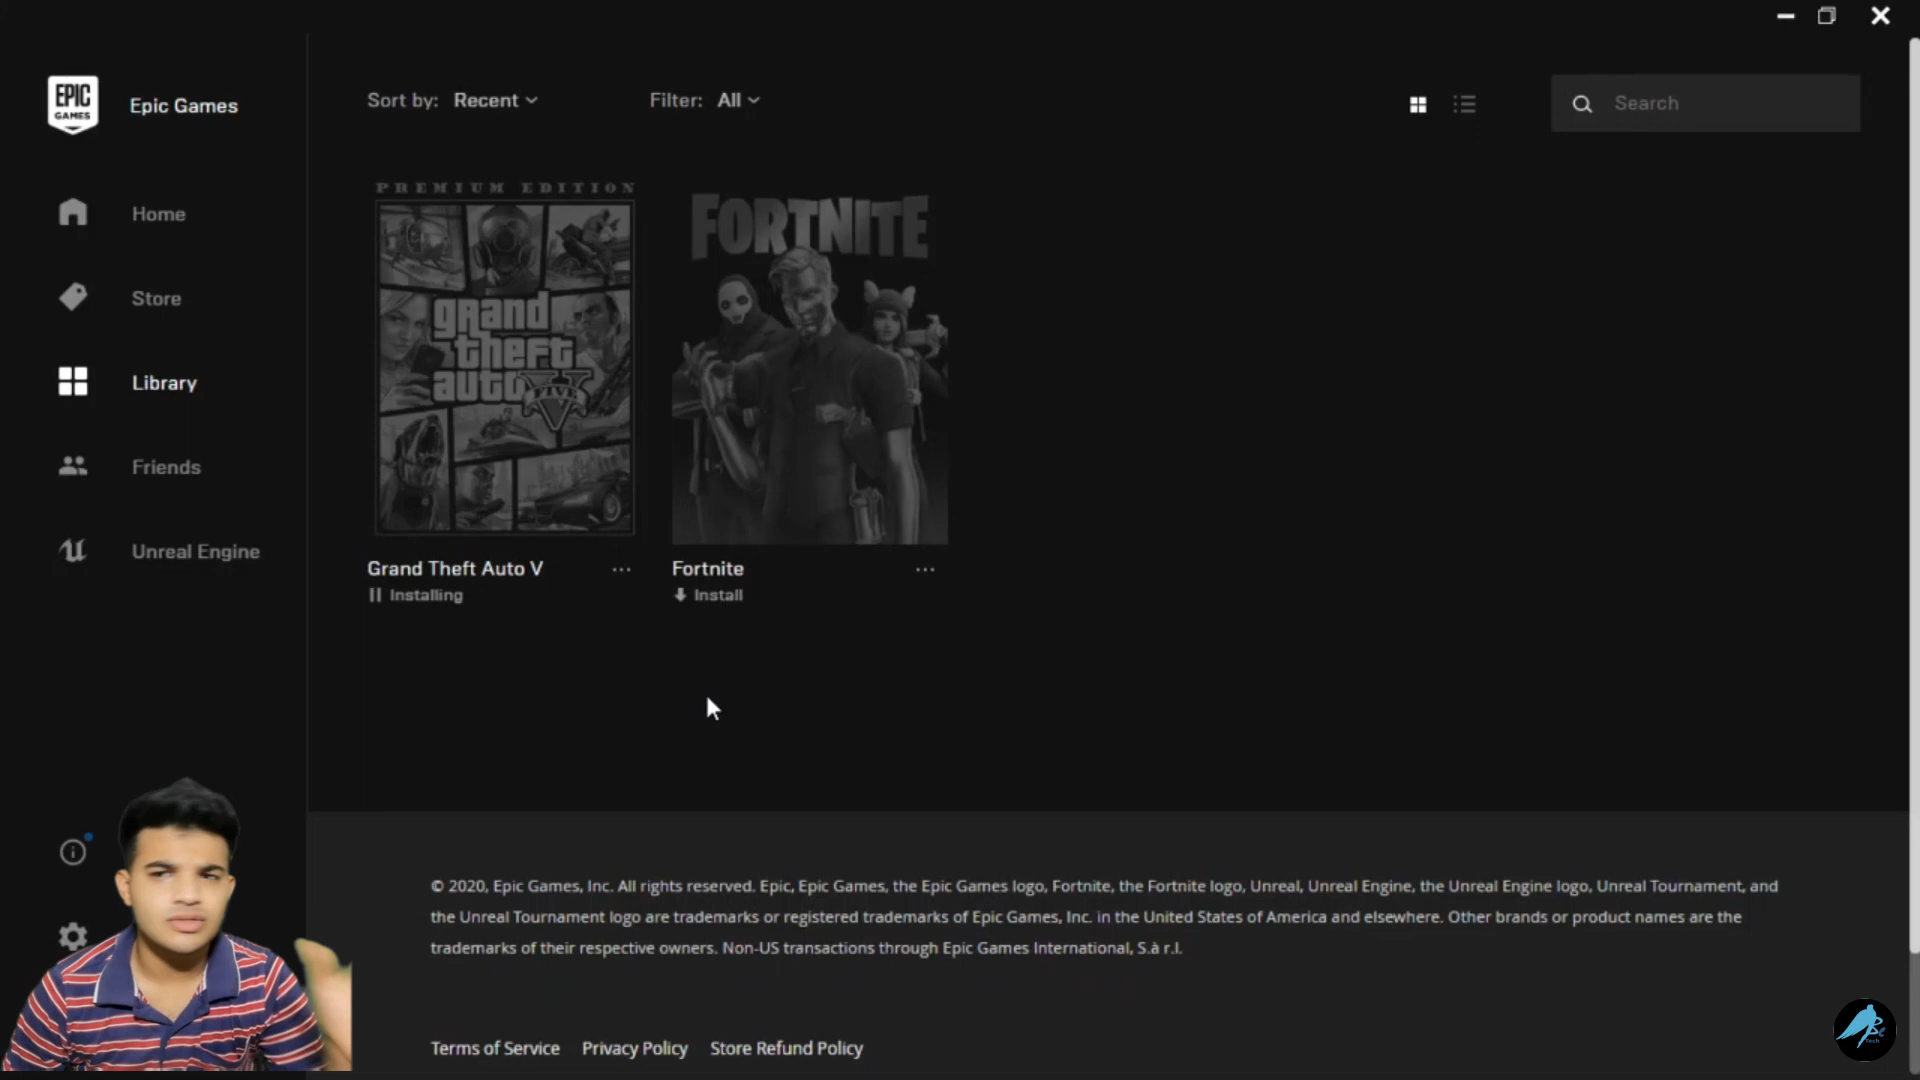 EPIC
GAMES
Epic Games
Home
Store
Library
Friends
Unreal Engine
Sort by: Recent
Filter: All
Search
PREMIUM EDITION
grand
theft
auto
V
FIVE
Grand Theft Auto V
...
Installing
FORTNITE
Fortnite
...
Install
© 2020, Epic Games, Inc. All rights reserved. Epic, Epic Games, the Epic Games logo, Fortnite, the Fortnite logo, Unreal, Unreal Engine, the Unreal Engine logo, Unreal Tournament, and
the Unreal Tournament logo are trademarks or registered trademarks of Epic Games, Inc. in the United States of America and elsewhere. Other brands or product names are the
trademarks of their respective owners. Non-US transactions through Epic Games International, S.à r.l.
Terms of Service Privacy Policy Store Refund Policy
Tech